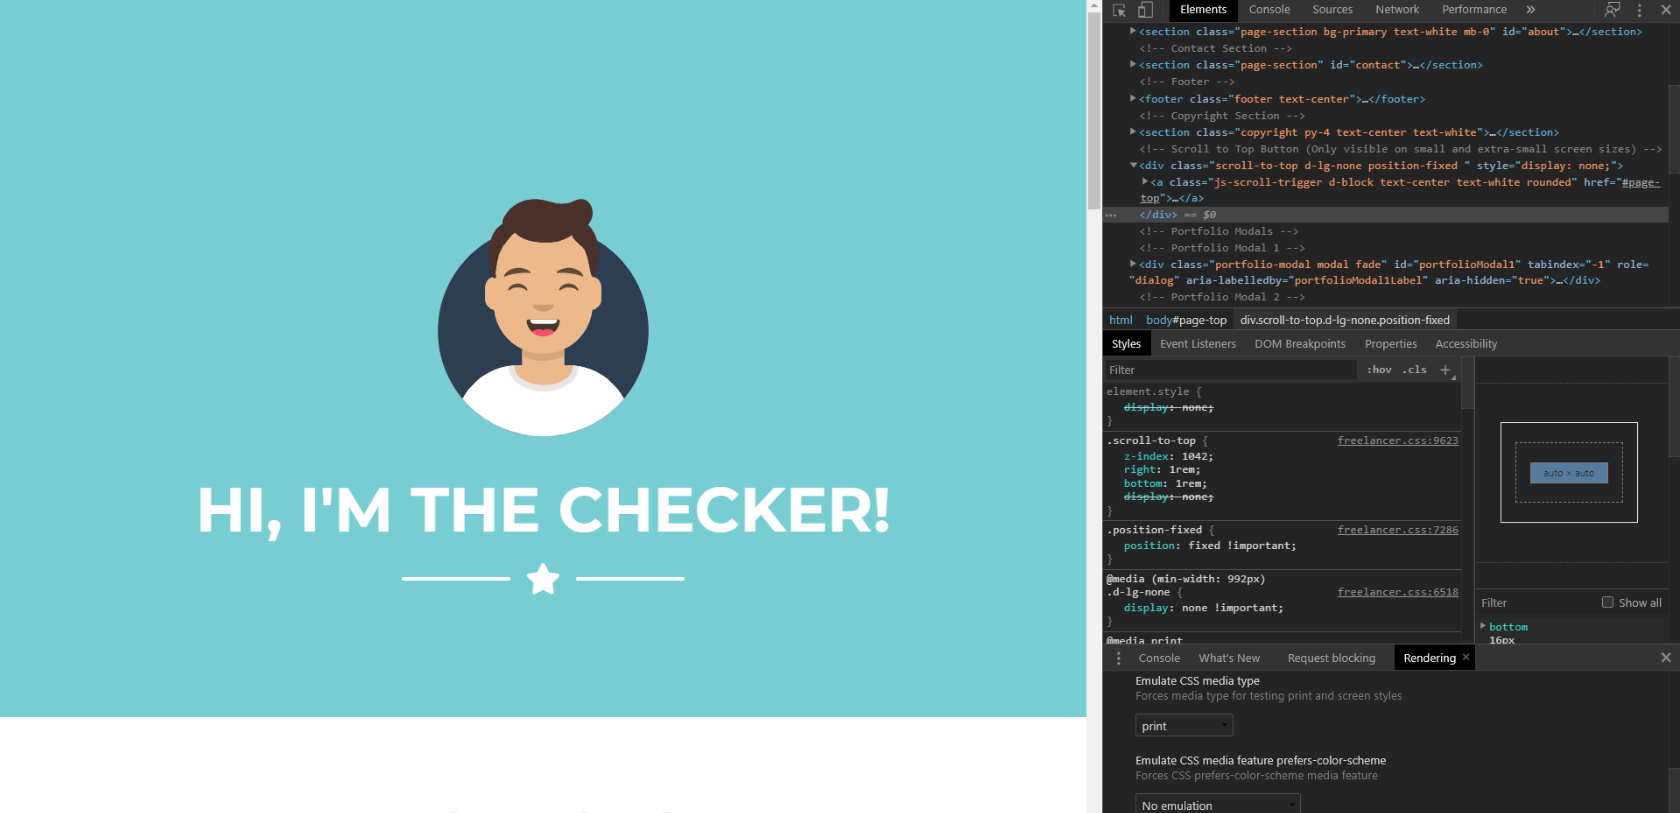 HI, I'M THE CHECKER!
Elements Console Sources Network Performance »
<section class="page-section bg-primary text-white mb-0" id="about">…</section>
<!-- Contact Section -->
<section class="page-section" id="contact">…</section>
<!-- Footer -->
<footer class="footer text-center">…</footer>
<!-- Copyright Section -->
<section class="copyright py-4 text-center text-white">…</section>
<!-- Scroll to Top Button (Only visible on small and extra-small screen sizes) -->
<div class="scroll-to-top d-lg-none position-fixed " style="display: none;">
<a class="js-scroll-trigger d-block text-center text-white rounded" href="#page-
top">…</a>
… </div> == $0
<!-- Portfolio Modals -->
<!-- Portfolio Modal 1 -->
<div class="portfolio-modal modal fade" id="portfolioModal1" tabindex="-1" role=
"dialog" aria-labelledby="portfolioModal1Label" aria-hidden="true">…</div>
<!-- Portfolio Modal 2 -->
html body#page-top div.scroll-to-top.d-lg-none.position-fixed
Styles Event Listeners DOM Breakpoints Properties Accessibility
Filter :hov .cls +
element.style {
display: none;
}
.scroll-to-top { freelancer.css:9623
z-index: 1042;
right: 1rem;
bottom: 1rem;
display: none;
}
.position-fixed { freelancer.css:7286
position: fixed !important;
}
@media (min-width: 992px)
.d-lg-none { freelancer.css:6518
display: none !important;
}
@media print
auto × auto
Filter Show all
bottom
16px
Console What's New Request blocking Rendering ×
Emulate CSS media type
Forces media type for testing print and screen styles
print
Emulate CSS media feature prefers-color-scheme
Forces CSS prefers-color-scheme media feature
No emulation